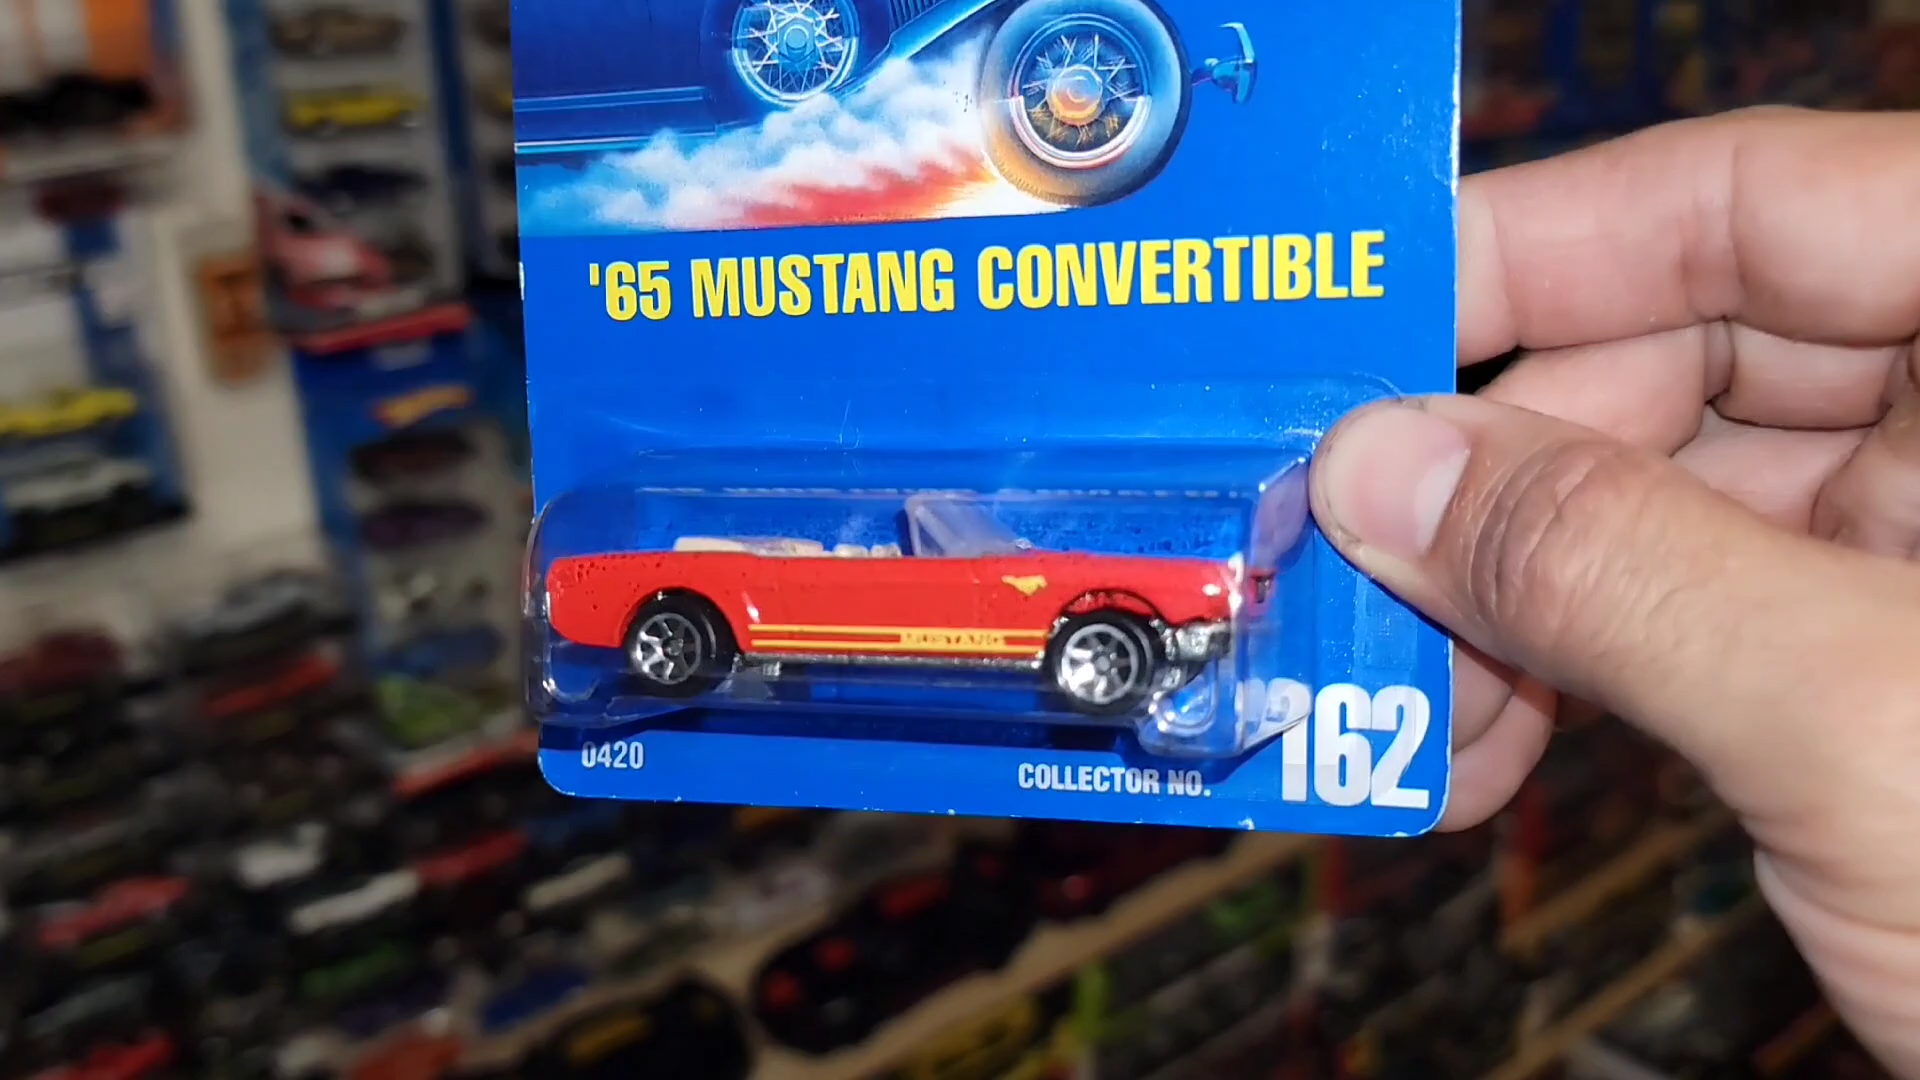 '65 MUSTANG CONVERTIBLE
MUSTANG
0420
COLLECTOR NO. 162